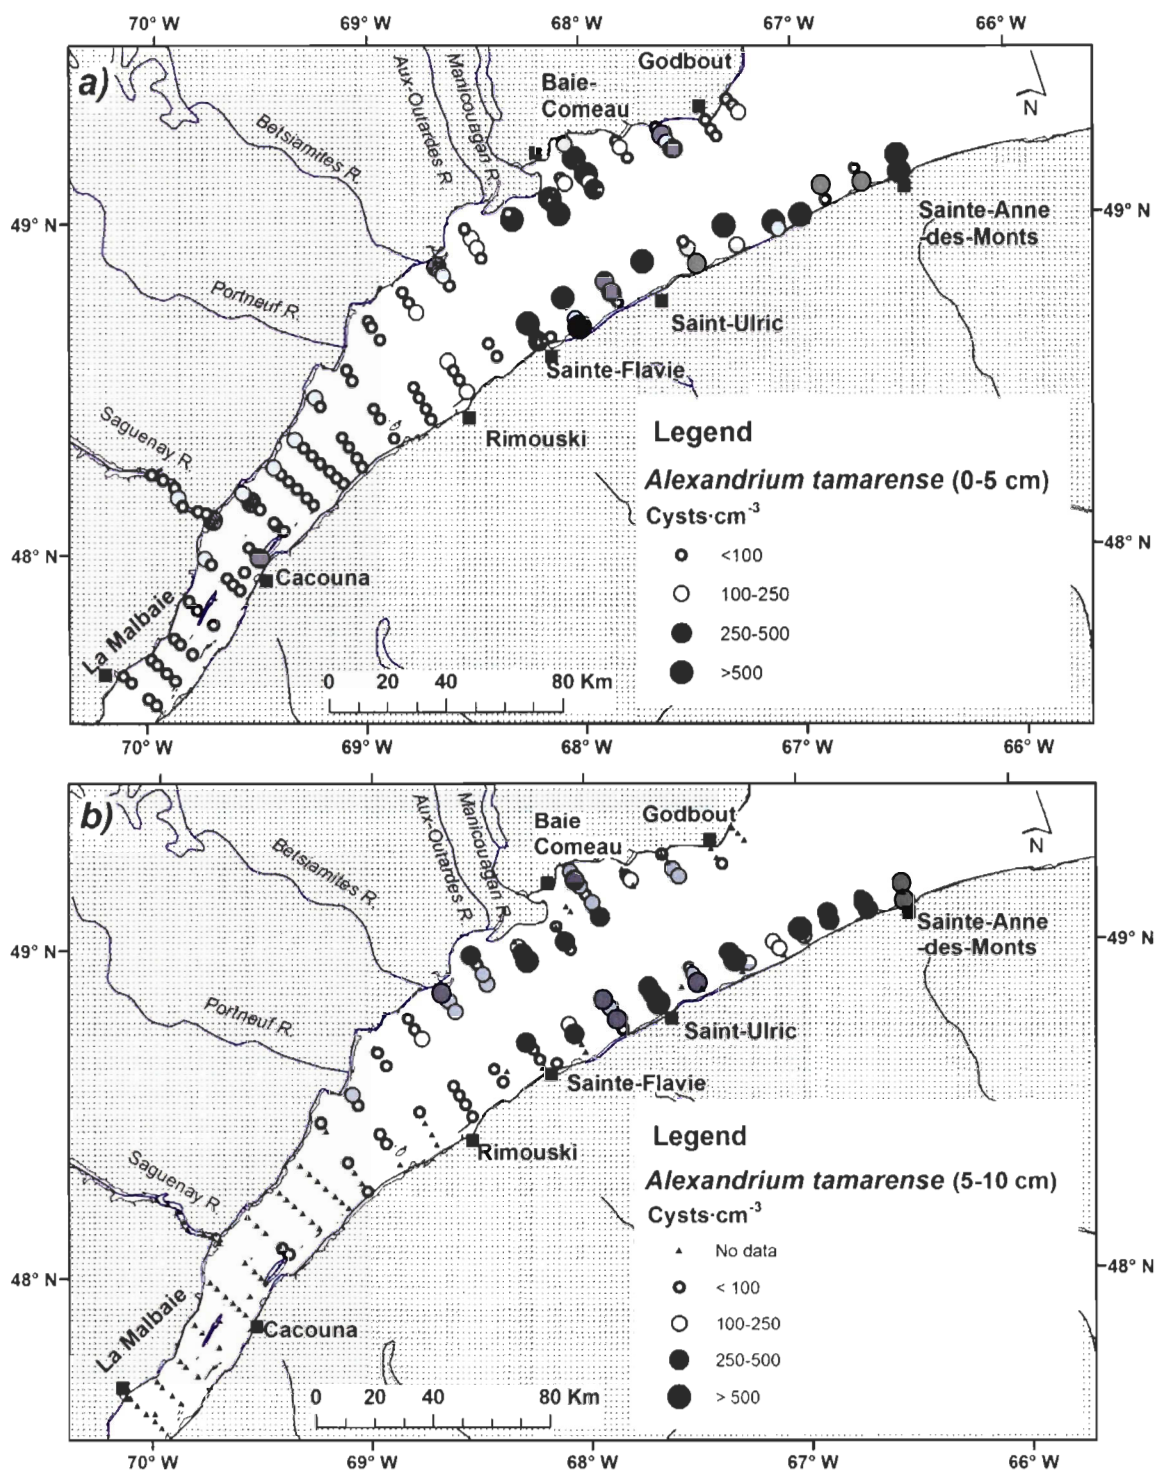 70° W 69° W 68° W 67° W 66° W
a)
Godbout
Baie-
Comeau
Aux-Outardes R.
Manicouagan R.
Betsiamites R.
N
49° N
49° N
Sainte-Anne
-des-Monts
Portneuf R.
Saint-Ulric
Sainte-Flavie
Rimouski
Saguenay R.
Legend
Alexandrium tamarense (0-5 cm)
Cysts·cm-3
<100
100-250
250-500
>500
48° N
48° N
Cacouna
La Malbaie
0 20 40 80 Km
70° W 69° W 68° W 67° W 66° W
b)
Godbout
Baie
Comeau
Aux-Outardes R.
Manicouagan R.
Betsiamites R.
N
Sainte-Anne
-des-Monts
49° N
49° N
Portneuf R.
Saint-Ulric
Sainte-Flavie
Rimouski
Saguenay R.
Legend
Alexandrium tamarense (5-10 cm)
Cysts·cm-3
No data
< 100
100-250
250-500
> 500
48° N
48° N
La Malbaie
Cacouna
0 20 40 80 Km
70° W 69° W 68° W 67° W 66° W